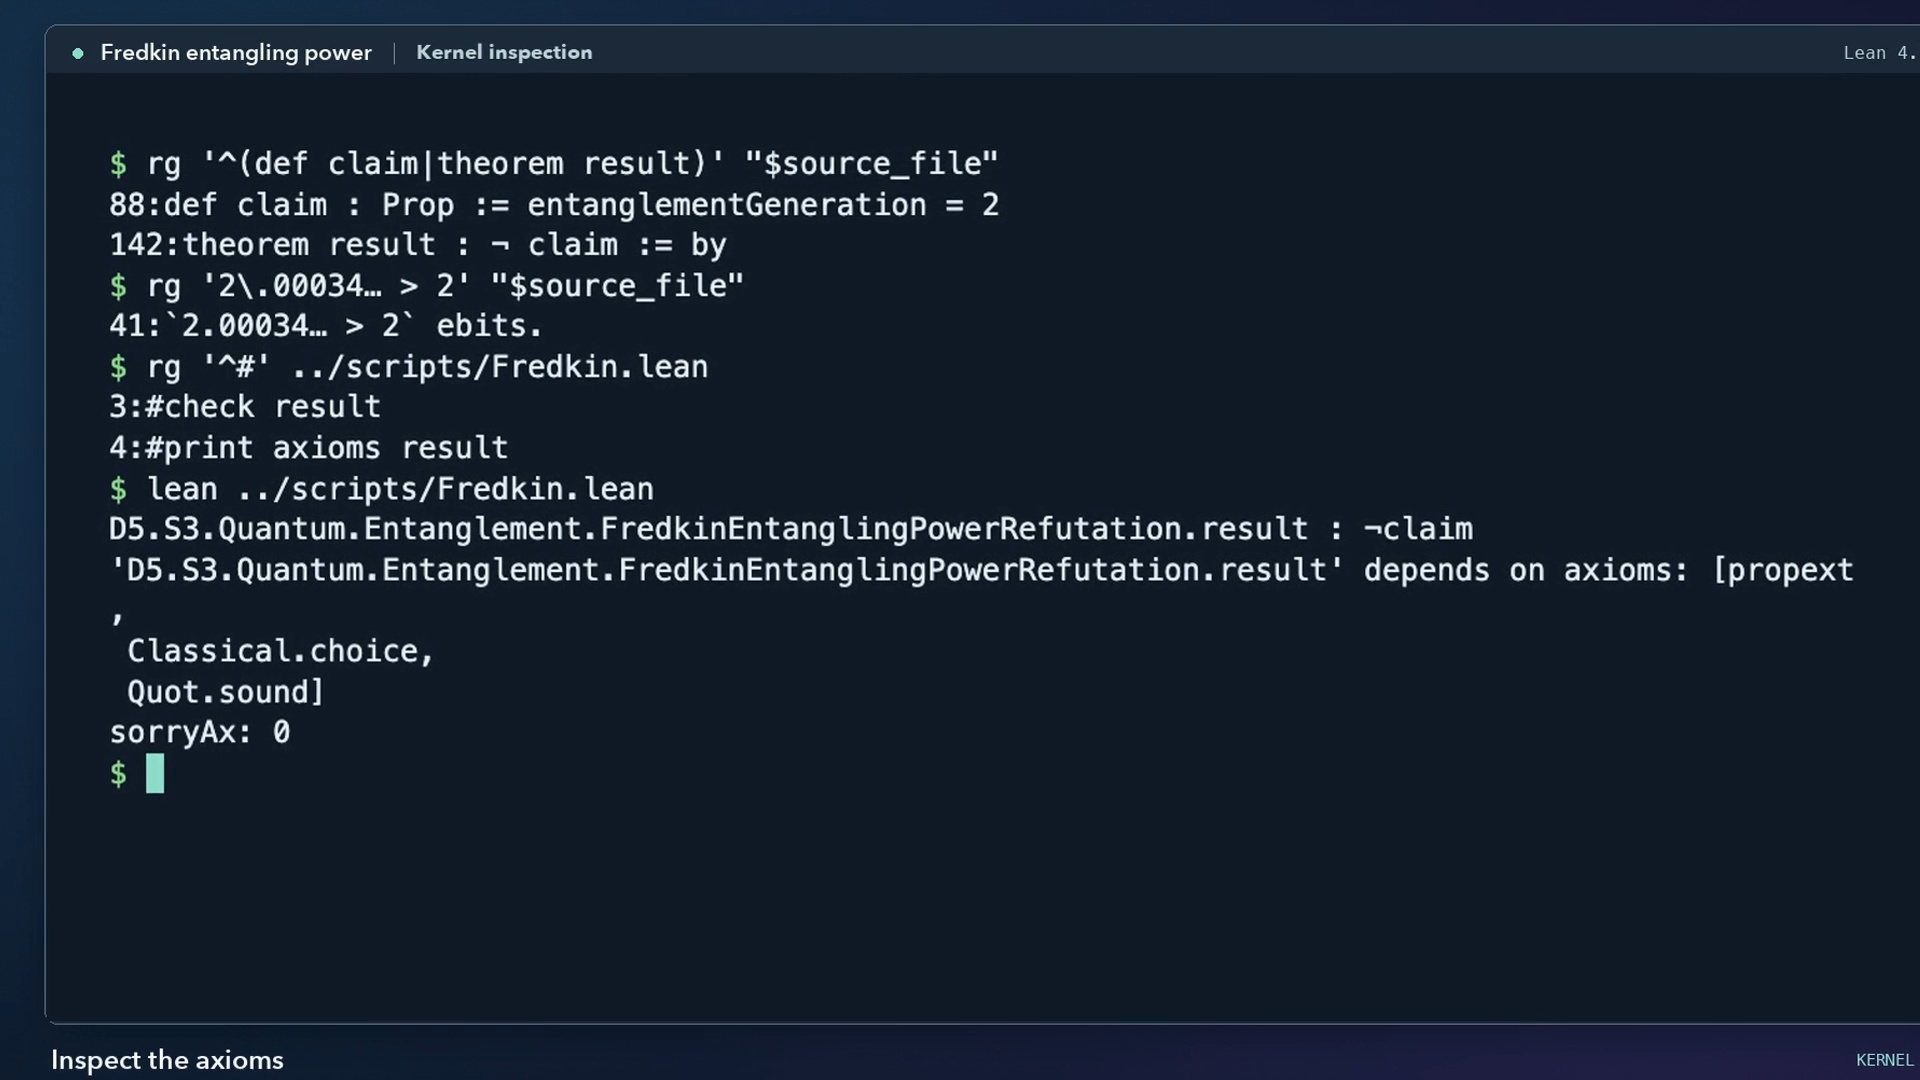 Fredkin entangling power | Kernel inspection
Lean 4.
$ rg '^(def claim|theorem result)' "$source_file"
88:def claim : Prop := entanglementGeneration = 2
142:theorem result : ¬ claim := by
$ rg '2\.00034… > 2' "$source_file"
41:`2.00034… > 2` ebits.
$ rg '^#' ../scripts/Fredkin.lean
3:#check result
4:#print axioms result
$ lean ../scripts/Fredkin.lean
D5.S3.Quantum.Entanglement.FredkinEntanglingPowerRefutation.result : ¬claim
'D5.S3.Quantum.Entanglement.FredkinEntanglingPowerRefutation.result' depends on axioms: [propext
,
 Classical.choice,
 Quot.sound]
sorryAx: 0
$
Inspect the axioms
KERNEL